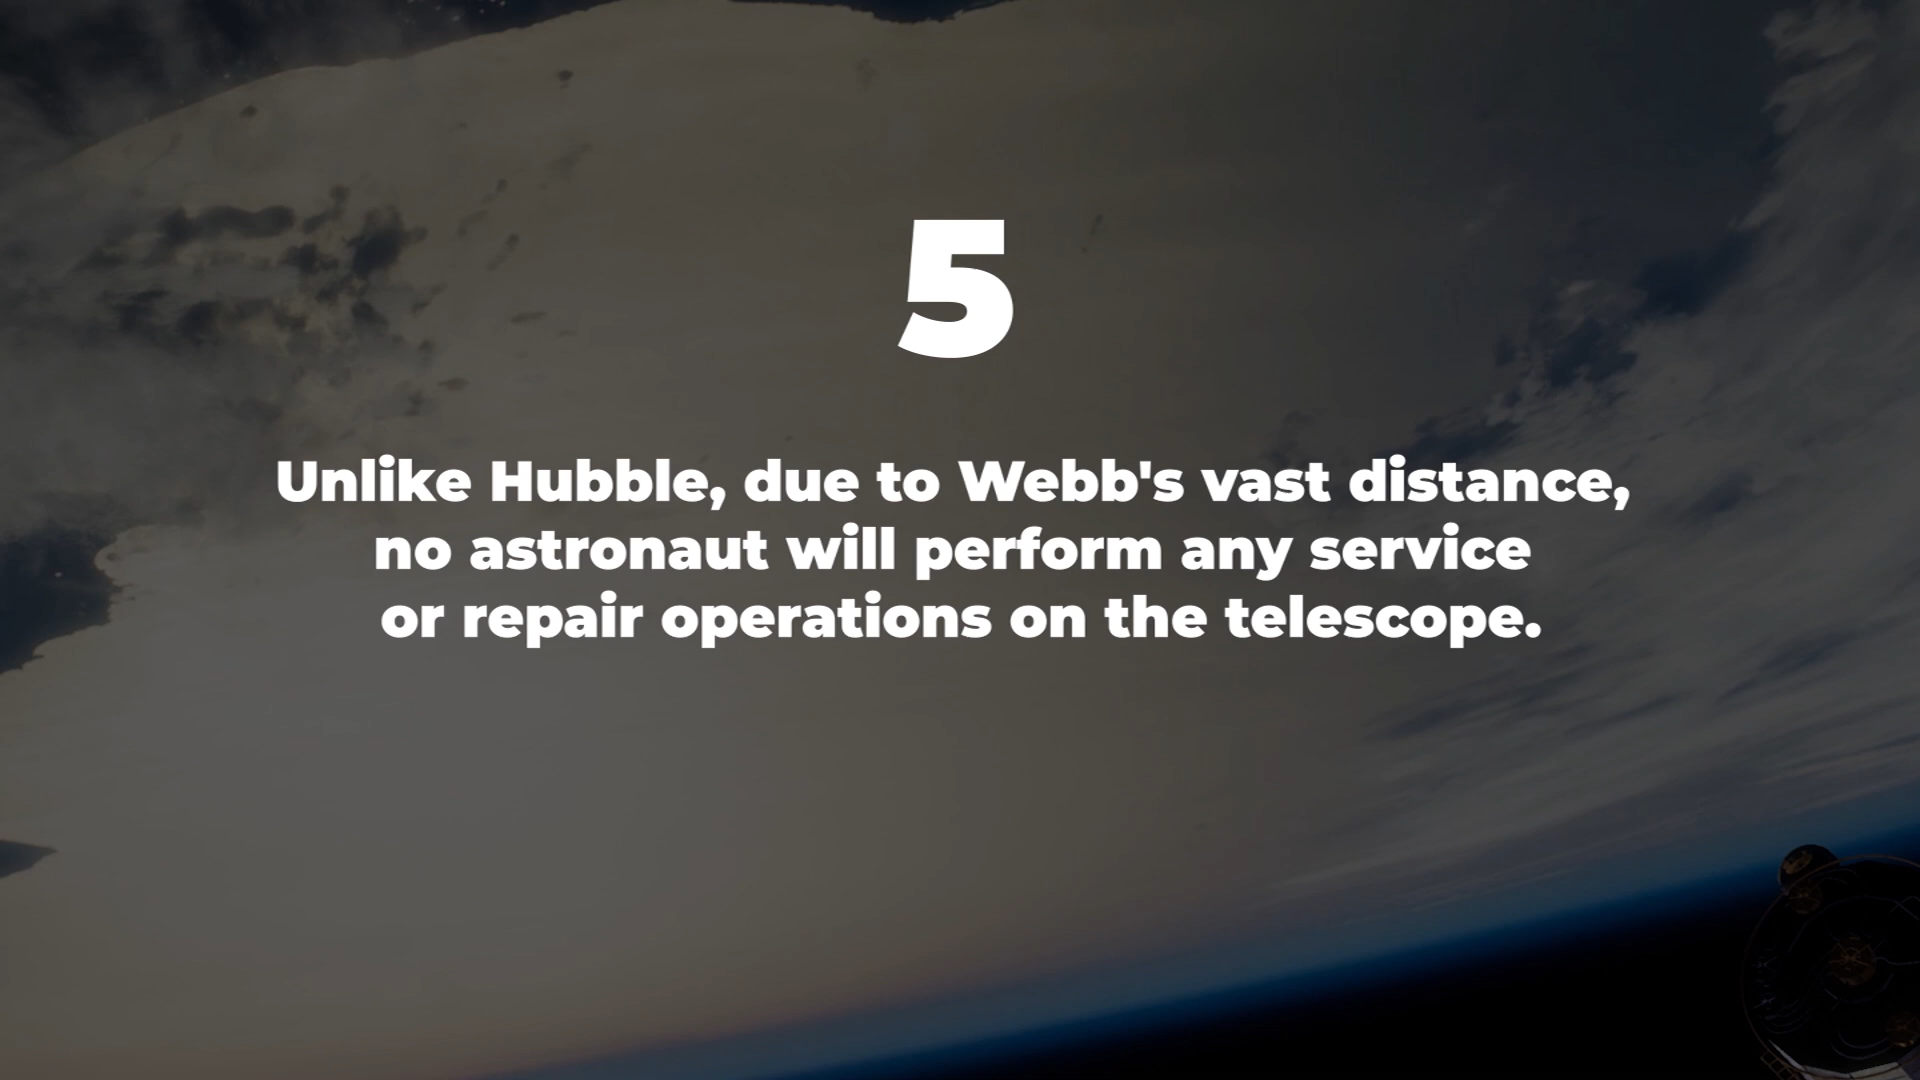 5
Unlike Hubble, due to Webb's vast distance,
no astronaut will perform any service
or repair operations on the telescope.